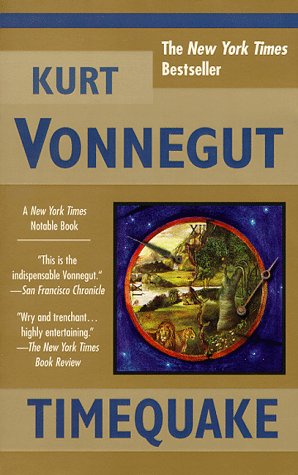 The New York Times
Bestseller
KURT
VONNEGUT
A New York Times
Notable Book
"This is the
indispensable Vonnegut."
—San Francisco Chronicle
"Wry and trenchant...
highly entertaining."
—The New York Times
Book Review
TIMEQUAKE